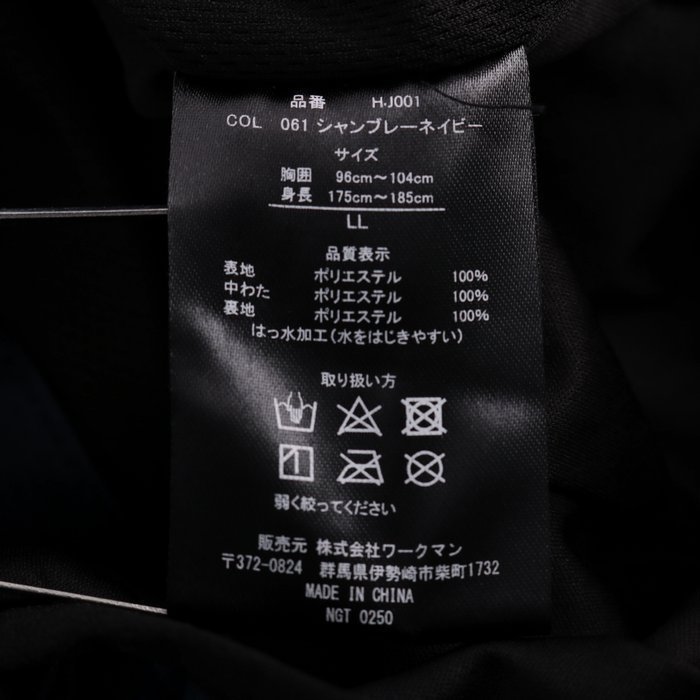 品番 HJ001
COL 061 シャンブレーネイビー
サイズ
胸囲 96cm～104cm
身長 175cm～185cm
LL
品質表示
表地 ポリエステル 100%
中わた ポリエステル 100%
裏地 ポリエステル 100%
はっ水加工(水をはじきやすい)
取り扱い方
弱く絞ってください
販売元 株式会社ワークマン
〒372-0824 群馬県伊勢崎市柴町1732
MADE IN CHINA
NGT 0250